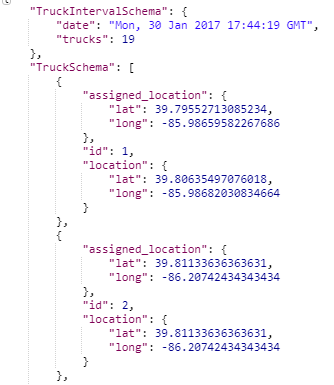 {
"TruckIntervalSchema": {
"date": "Mon, 30 Jan 2017 17:44:19 GMT",
"trucks": 19
},
"TruckSchema": [
{
"assigned_location": {
"lat": 39.79552713085234,
"long": -85.98659582267686
},
"id": 1,
"location": {
"lat": 39.80635497076018,
"long": -85.98682030834664
}
},
{
"assigned_location": {
"lat": 39.81133636363631,
"long": -86.20742434343434
},
"id": 2,
"location": {
"lat": 39.81133636363631,
"long": -86.20742434343434
}
},